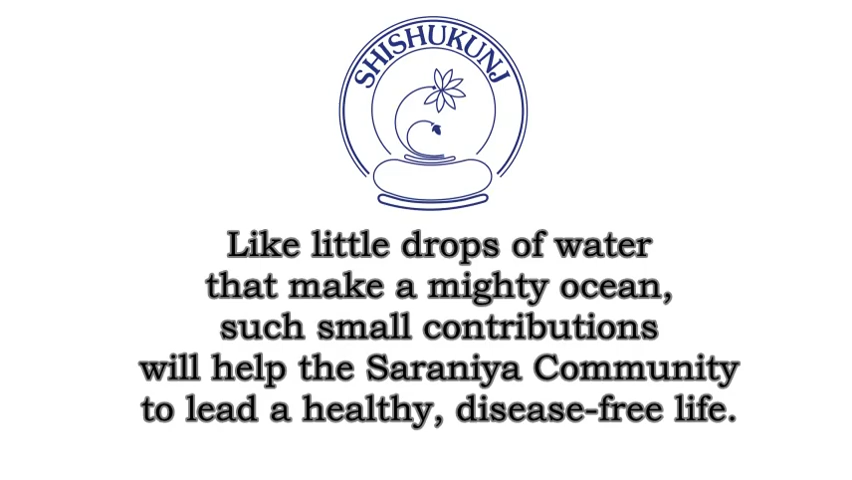 SHISHUKUNJ
Like little drops of water
that make a mighty ocean,
such small contributions
will help the Saraniya Community
to lead a healthy, disease-free life.